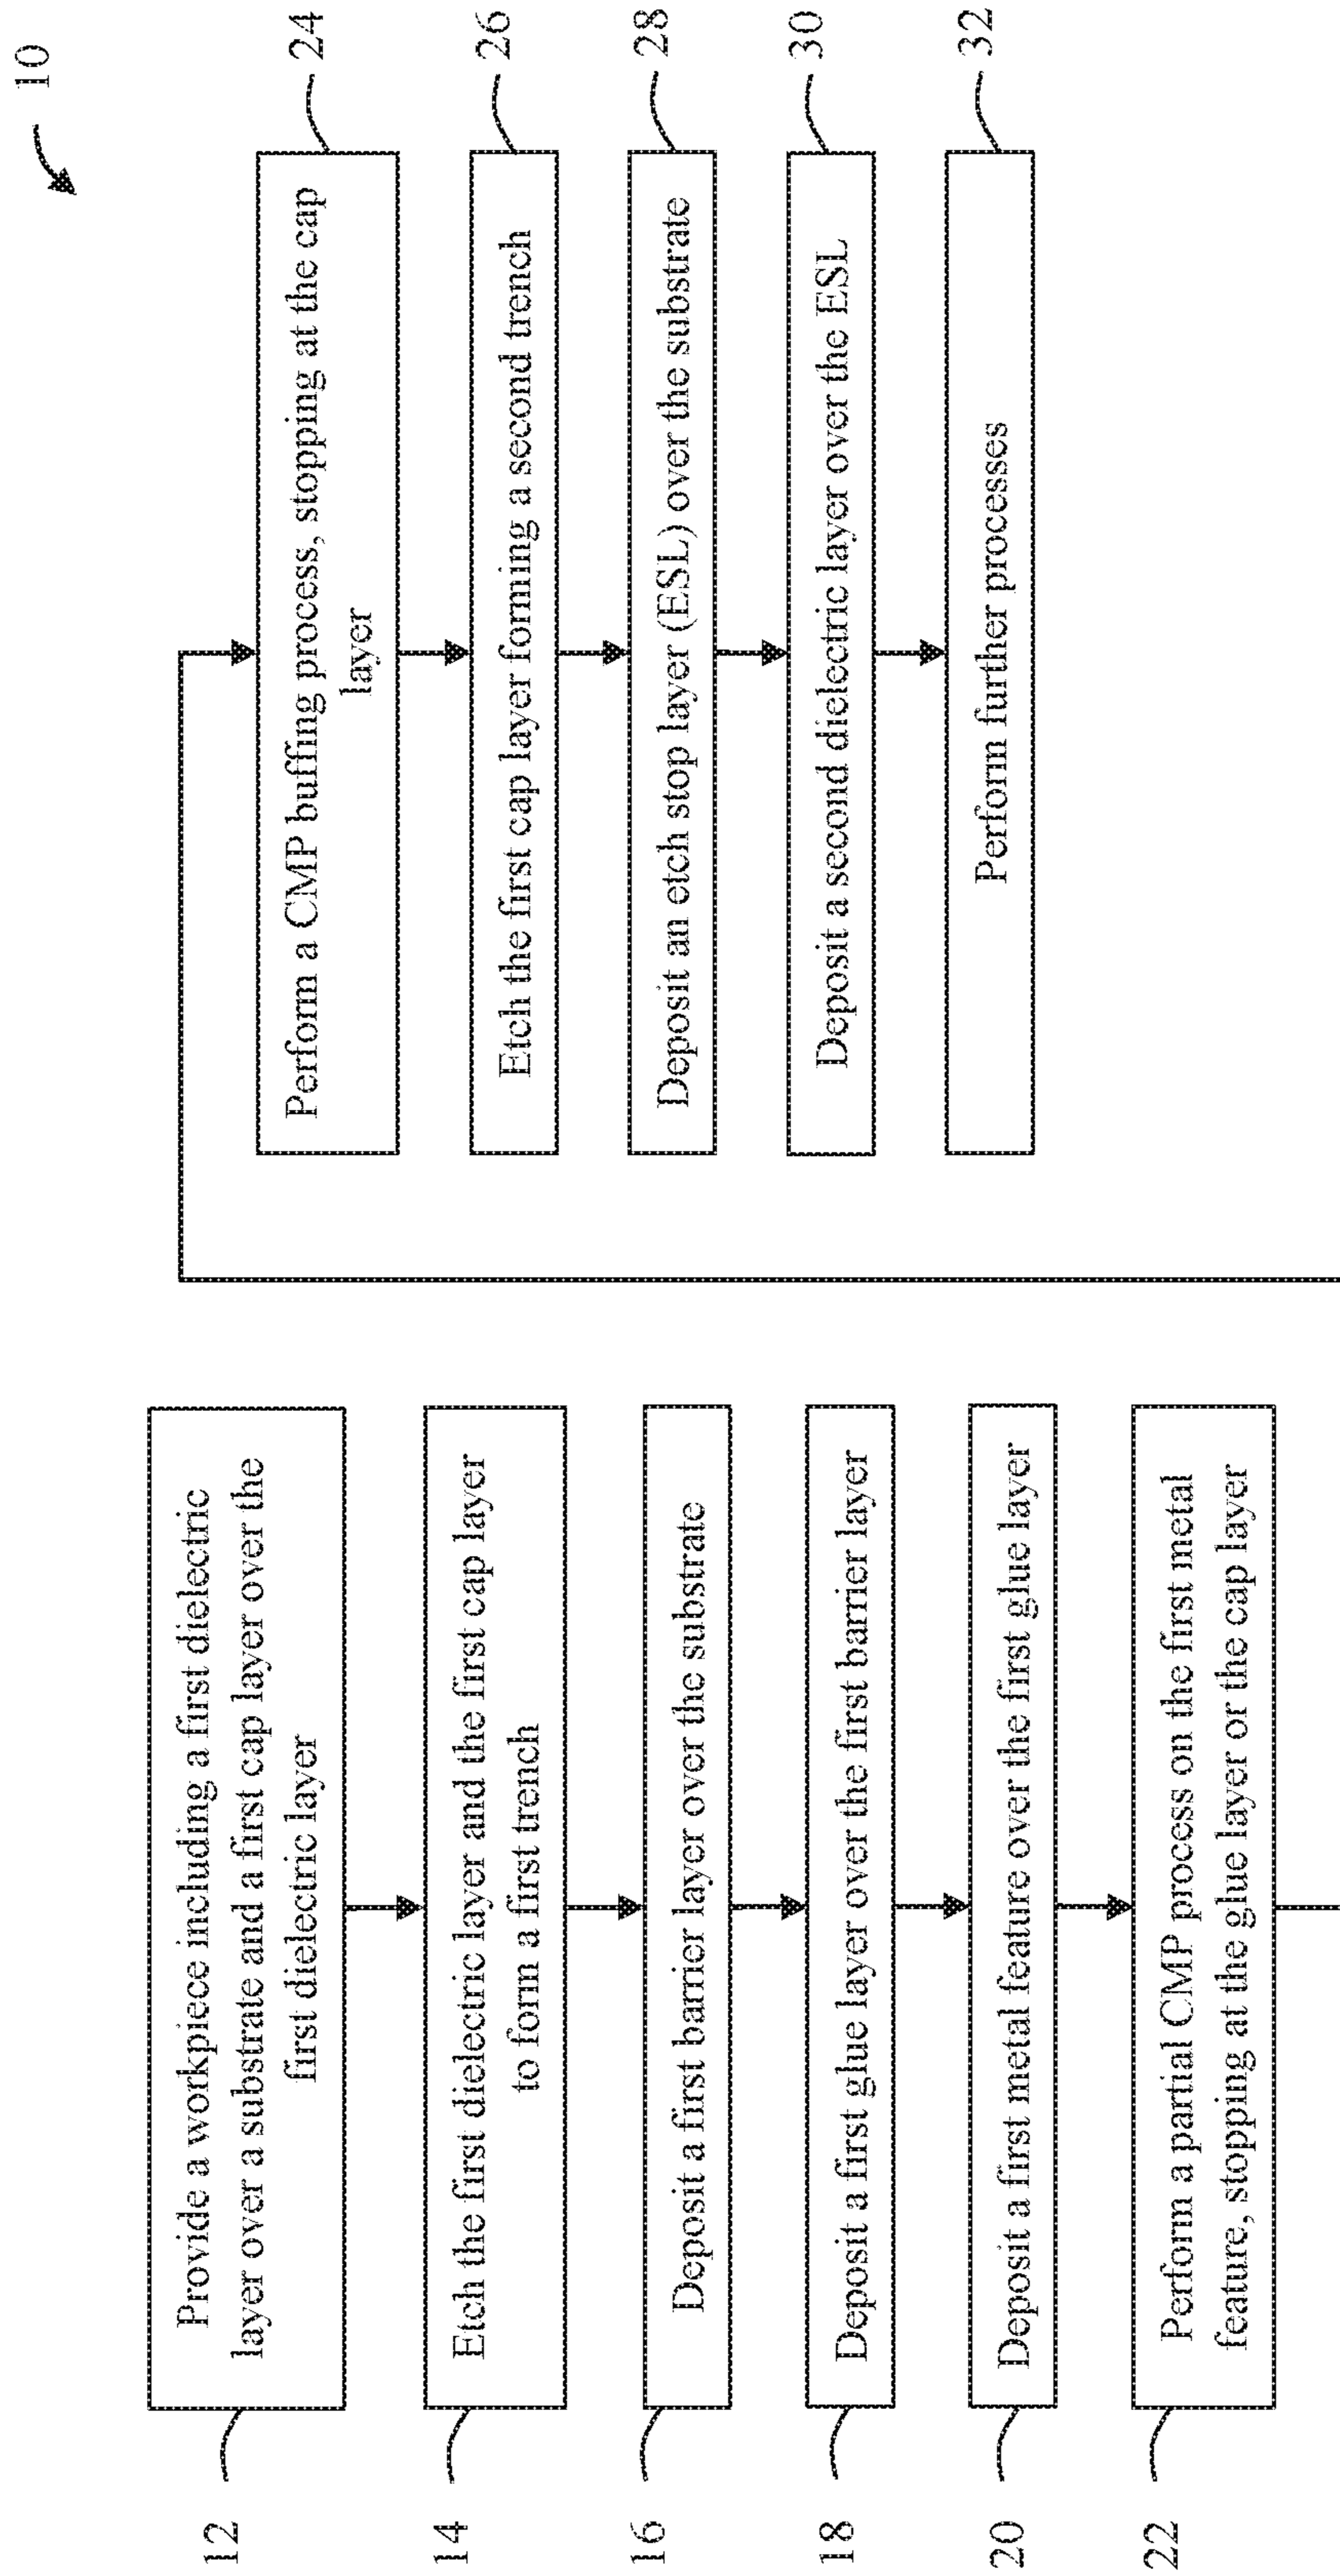 10
12
Provide a workpiece including a first dielectric
layer over a substrate and a first cap layer over the
first dielectric layer
14
Etch the first dielectric layer and the first cap layer
to form a first trench
16
Deposit a first barrier layer over the substrate
18
Deposit a first glue layer over the first barrier layer
20
Deposit a first metal feature over the first glue layer
22
Perform a partial CMP process on the first metal
feature, stopping at the glue layer or the cap layer
Perform a CMP buffing process, stopping at the cap
layer
24
Etch the first cap layer forming a second trench
26
Deposit an etch stop layer (ESL) over the substrate
28
Deposit a second dielectric layer over the ESL
30
Perform further processes
32